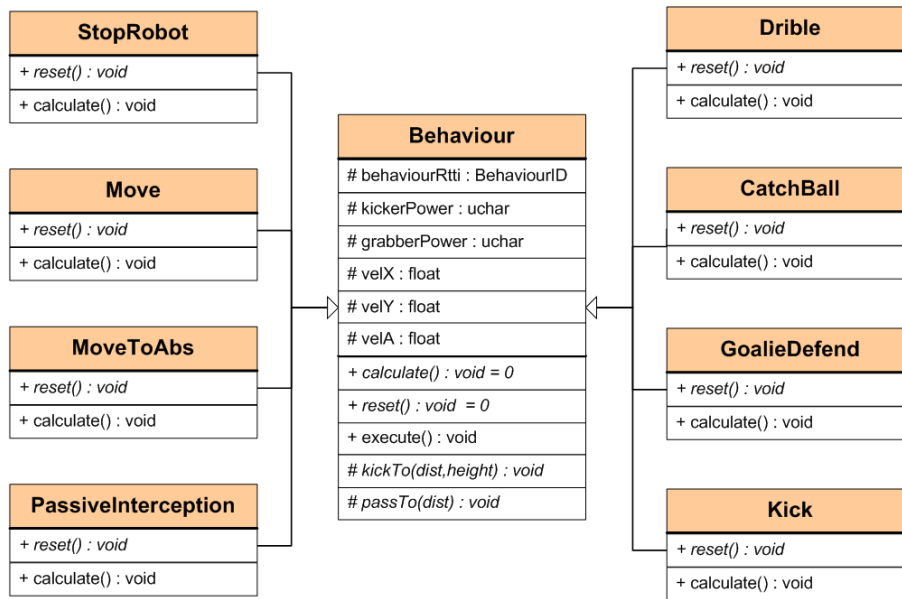 StopRobot
+ reset() : void
+ calculate() : void
Move
+ reset() : void
+ calculate() : void
MoveToAbs
+ reset() : void
+ calculate() : void
PassiveInterception
+ reset() : void
+ calculate() : void
Behaviour
# behaviourRtti : BehaviourID
# kickerPower : uchar
# grabberPower : uchar
# velX : float
# velY : float
# velA : float
+ calculate() : void = 0
+ reset() : void = 0
+ execute() : void
# kickTo(dist,height) : void
# passTo(dist) : void
Drible
+ reset() : void
+ calculate() : void
CatchBall
+ reset() : void
+ calculate() : void
GoalieDefend
+ reset() : void
+ calculate() : void
Kick
+ reset() : void
+ calculate() : void